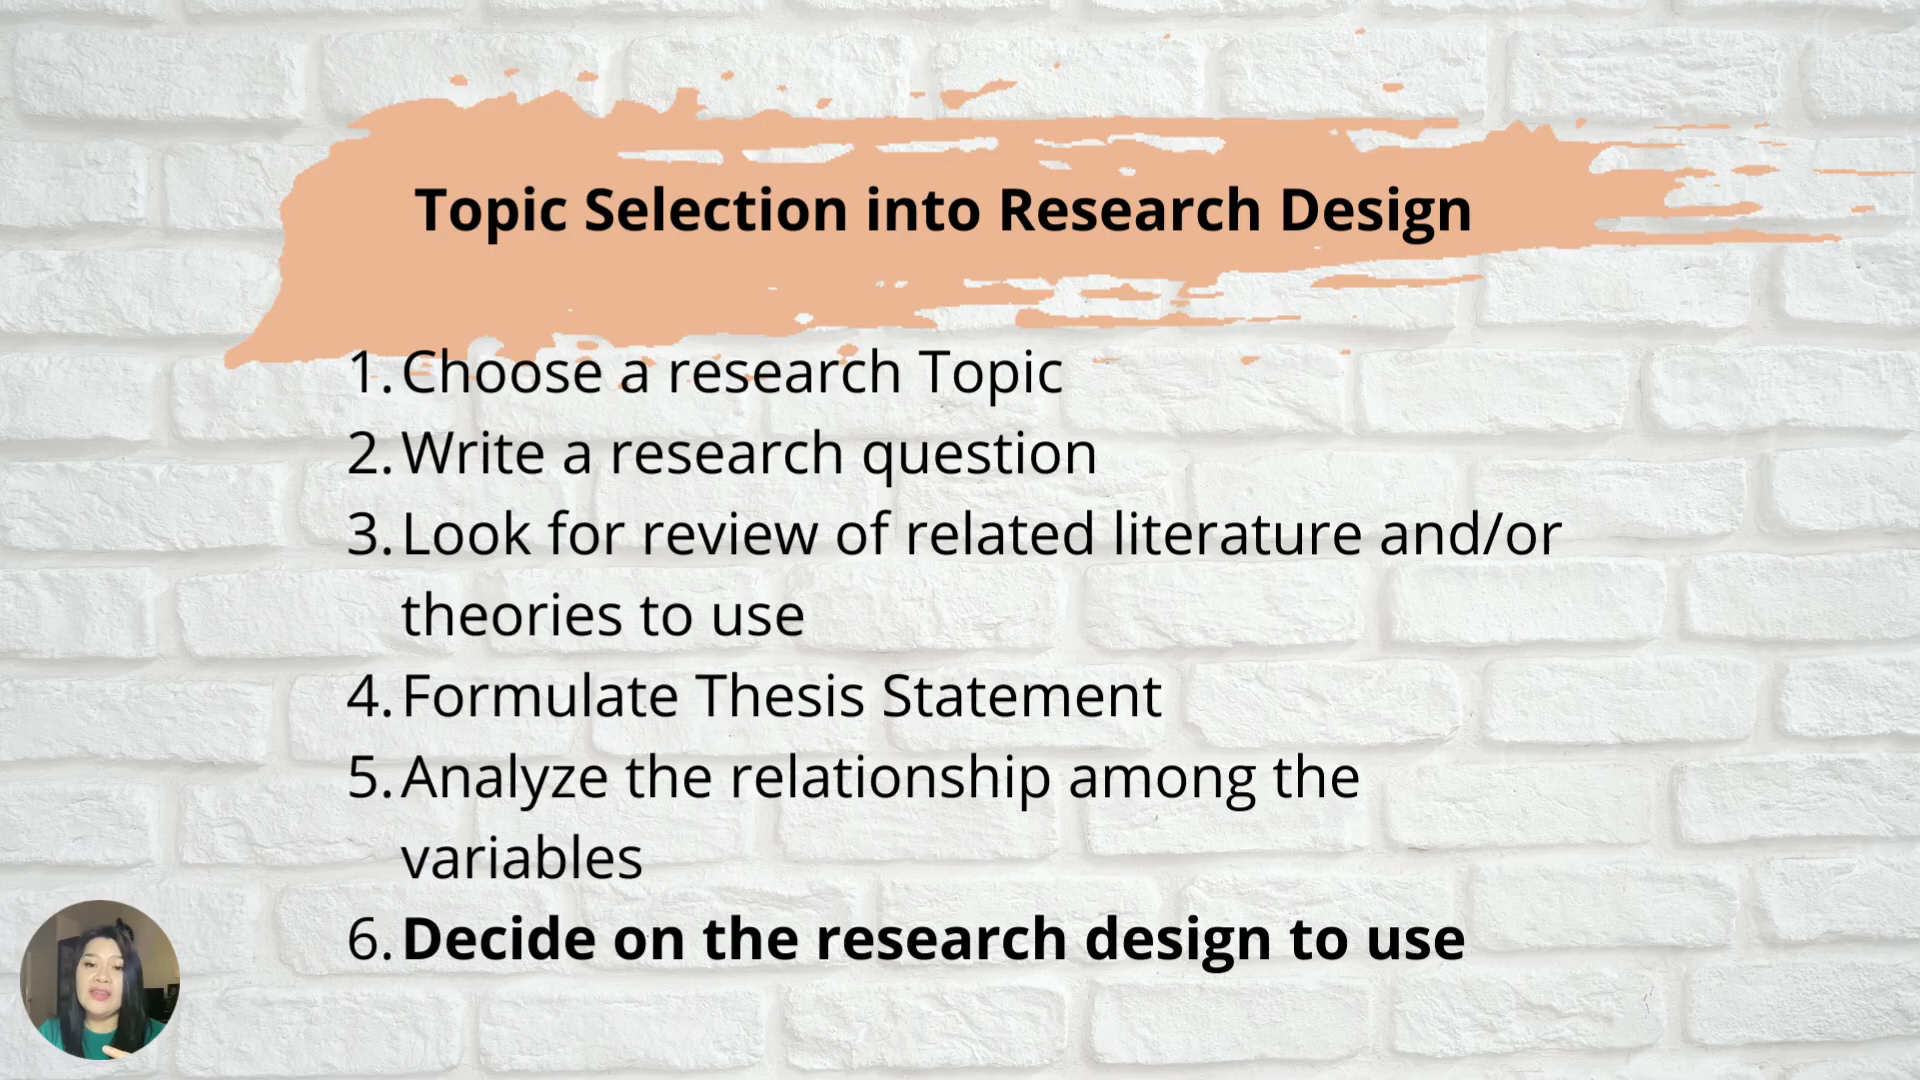 Topic Selection into Research Design
1. Choose a research Topic
2. Write a research question
3. Look for review of related literature and/or
theories to use
4. Formulate Thesis Statement
5. Analyze the relationship among the
variables
6. Decide on the research design to use